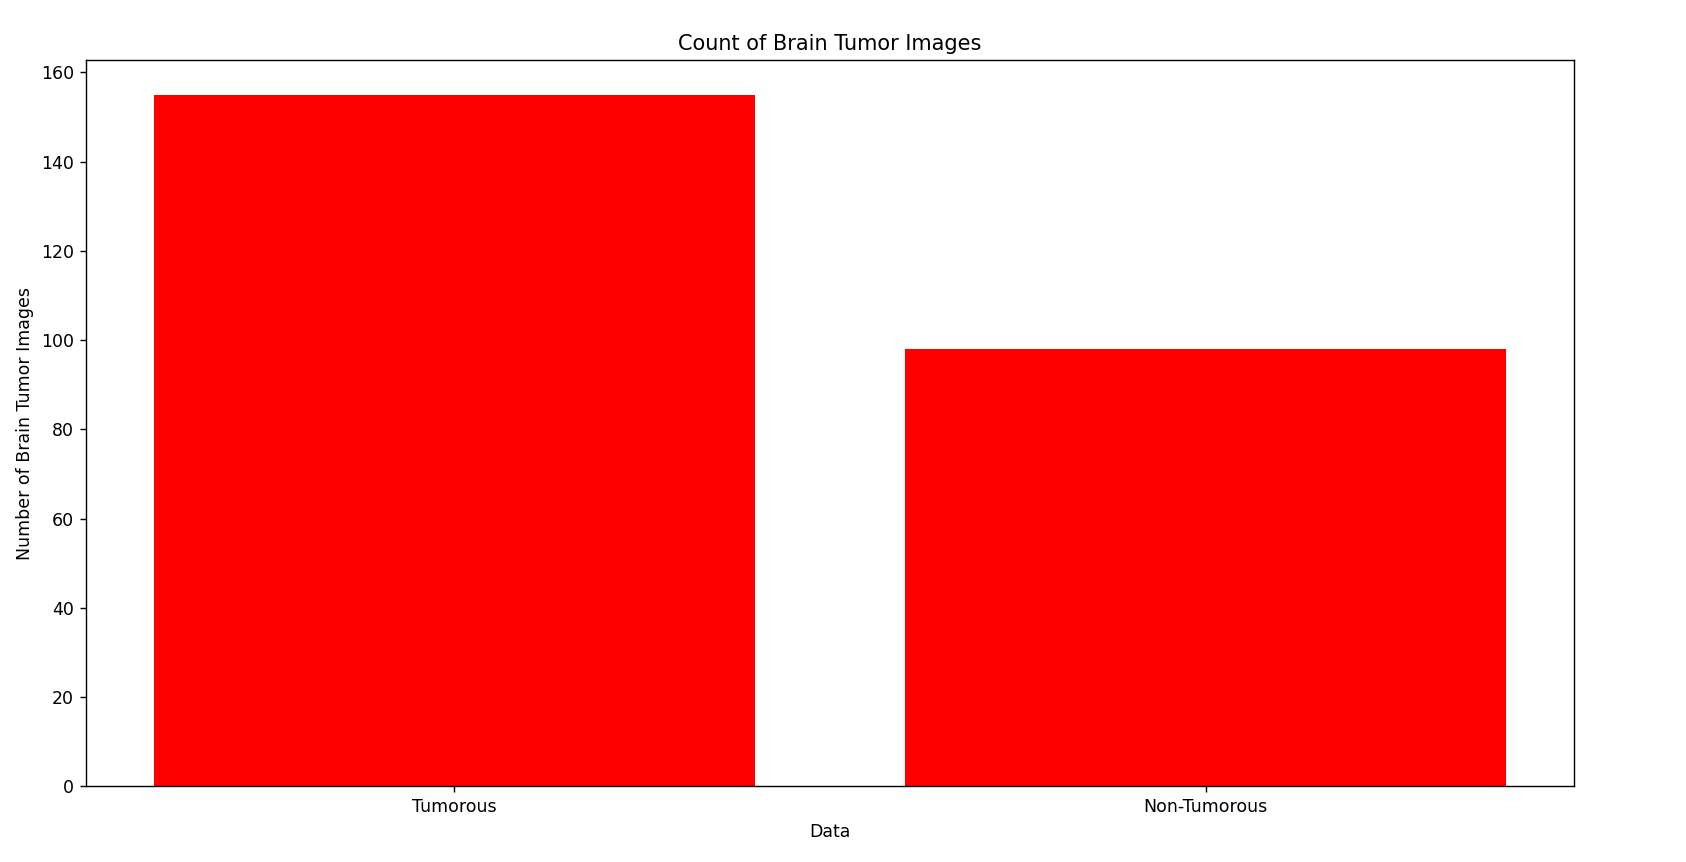 Count of Brain Tumor Images
160
140
120
100
80
60
40
20
0
Number of Brain Tumor Images
Tumorous
Non-Tumorous
Data